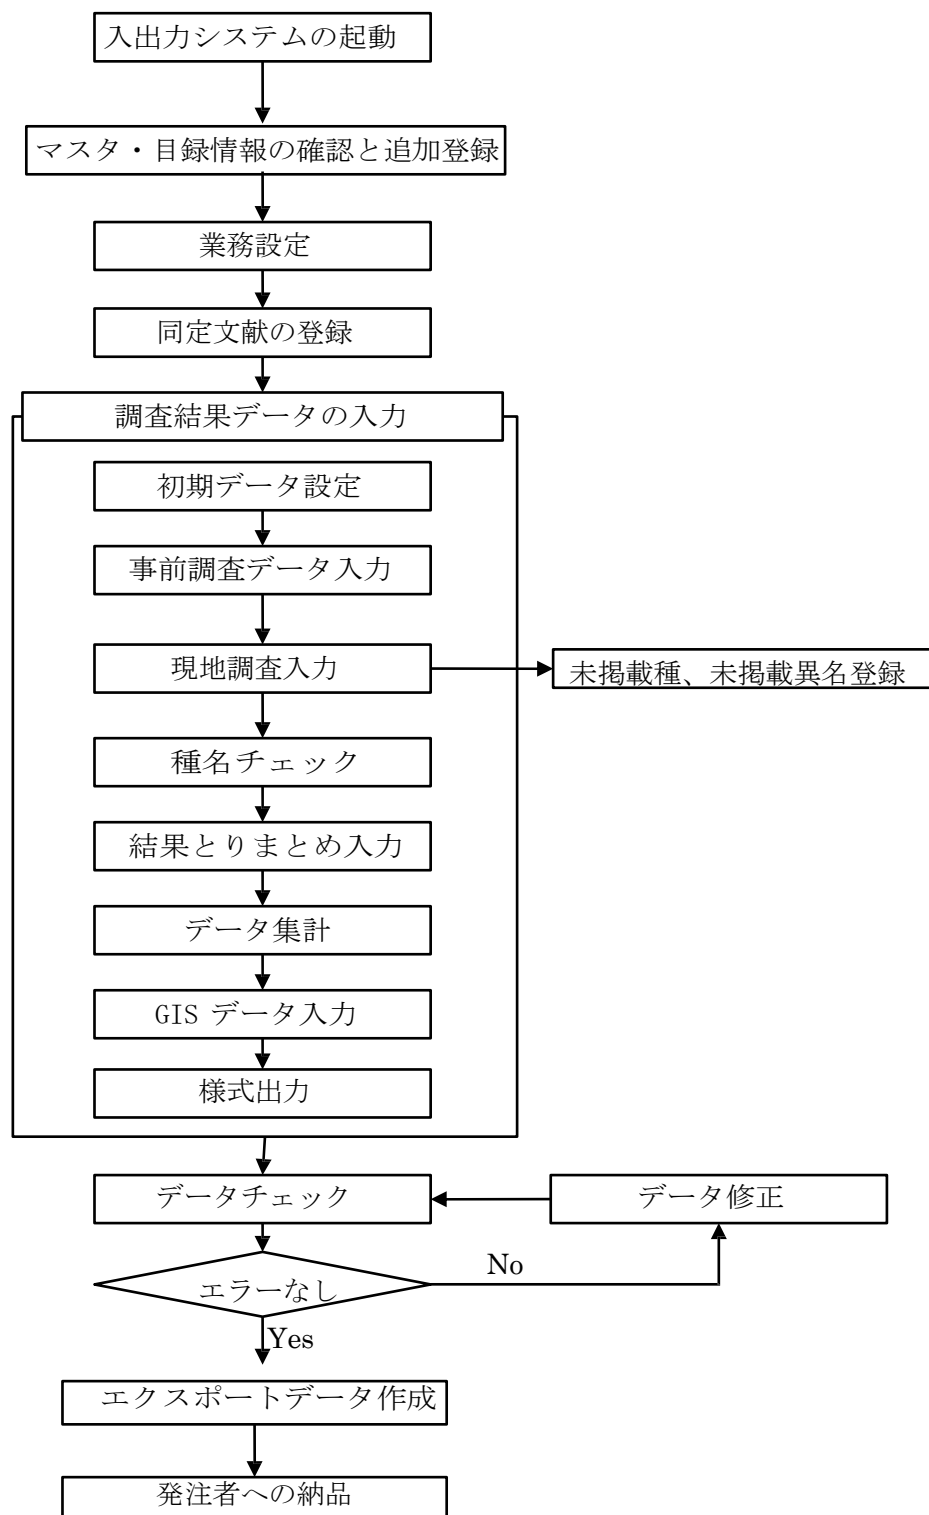 入出力システムの起動
マスタ・目録情報の確認と追加登録
業務設定
同定文献の登録
調査結果データの入力
初期データ設定
事前調査データ入力
現地調査入力
未掲載種、未掲載異名登録
種名チェック
結果とりまとめ入力
データ集計
GIS データ入力
様式出力
データチェック
データ修正
エラーなし
No
Yes
エクスポートデータ作成
発注者への納品